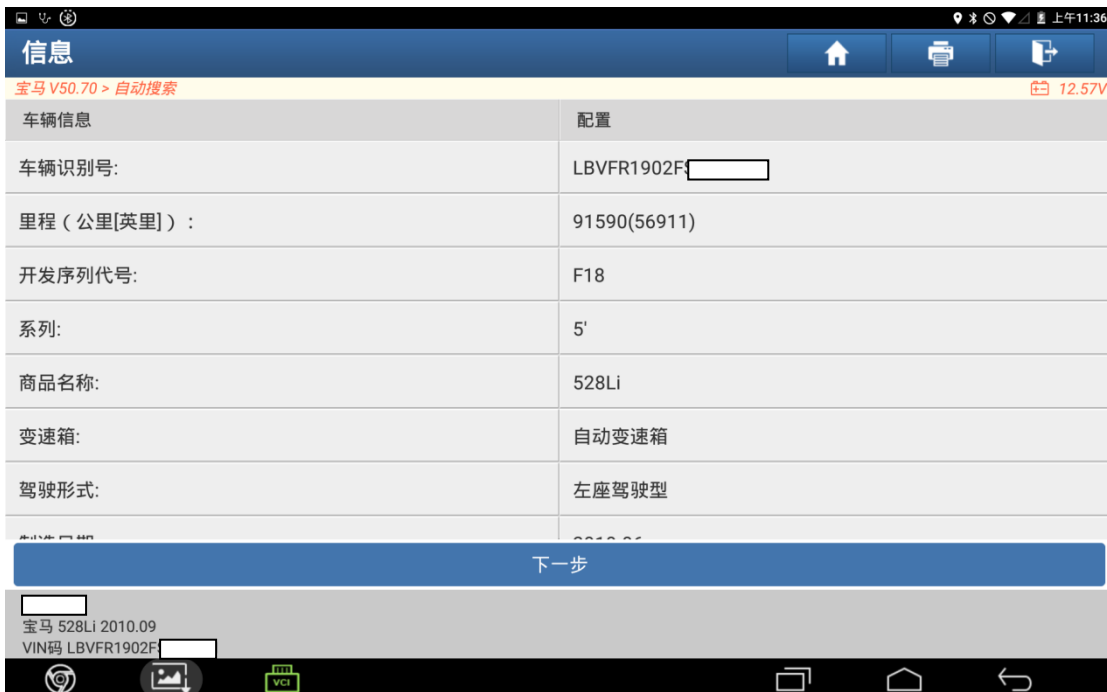 上午11:36
信息
宝马 V50.70 > 自动搜索 12.57V
车辆信息 配置
车辆识别号: LBVFR1902F
里程（公里[英里]）: 91590(56911)
开发序列代号: F18
系列: 5'
商品名称: 528Li
变速箱: 自动变速箱
驾驶形式: 左座驾驶型
下一步
宝马 528Li 2010.09
VIN码 LBVFR1902F
VCI